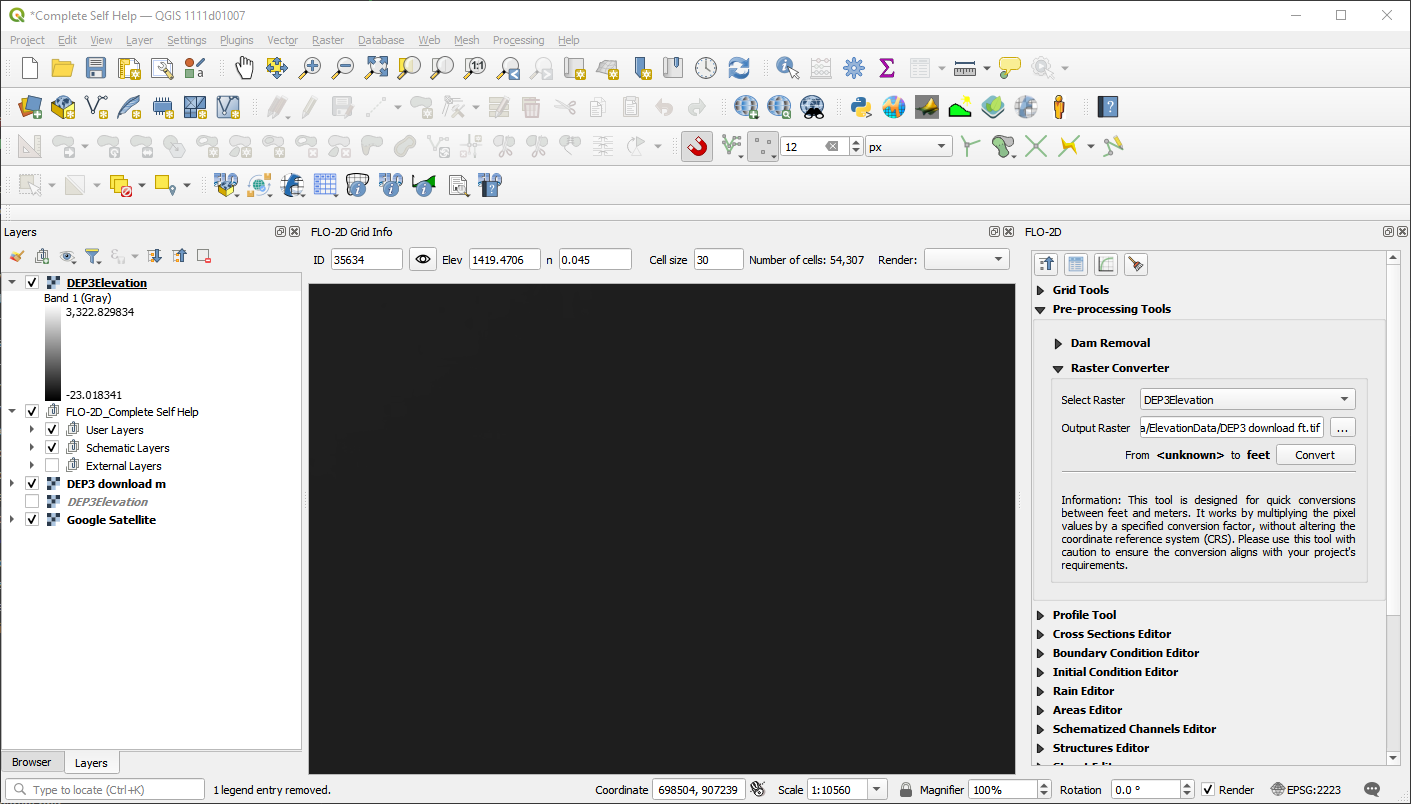 *Complete Self Help — QGIS 1111d01007
Project Edit View Layer Settings Plugins Vector Raster Database Web Mesh Processing Help
1:1
a
12 px
Layers
FLO-2D Grid Info
FLO-2D
ID 35634 Elev 1419.4706 n 0.045 Cell size 30 Number of cells: 54,307 Render:
DEP3Elevation
Band 1 (Gray)
3,322.829834
-23.018341
FLO-2D_Complete Self Help
User Layers
Schematic Layers
External Layers
DEP3 download m
DEP3Elevation
Google Satellite
Grid Tools
Pre-processing Tools
Dam Removal
Raster Converter
Select Raster DEP3Elevation
Output Raster a/ElevationData/DEP3 download ft.tif ...
From <unknown> to feet Convert
Information: This tool is designed for quick conversions
between feet and meters. It works by multiplying the pixel
values by a specified conversion factor, without altering the
coordinate reference system (CRS). Please use this tool with
caution to ensure the conversion aligns with your project's
requirements.
Profile Tool
Cross Sections Editor
Boundary Condition Editor
Initial Condition Editor
Rain Editor
Areas Editor
Schematized Channels Editor
Structures Editor
Browser Layers
Type to locate (Ctrl+K) 1 legend entry removed. Coordinate 698504, 907239 Scale 1:10560 Magnifier 100% Rotation 0.0 ° Render EPSG:2223